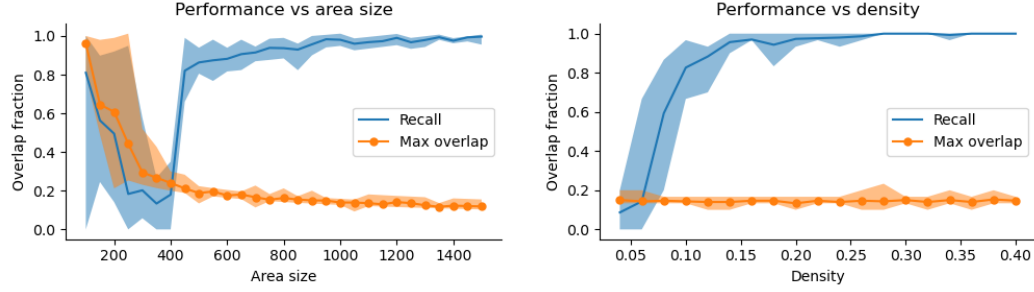 Performance vs area size
Overlap fraction
1.0
0.8
0.6
0.4
0.2
0.0
Recall
Max overlap
200 400 600 800 1000 1200 1400
Area size
Performance vs density
Overlap fraction
1.0
0.8
0.6
0.4
0.2
0.0
Recall
Max overlap
0.05 0.10 0.15 0.20 0.25 0.30 0.35 0.40
Density